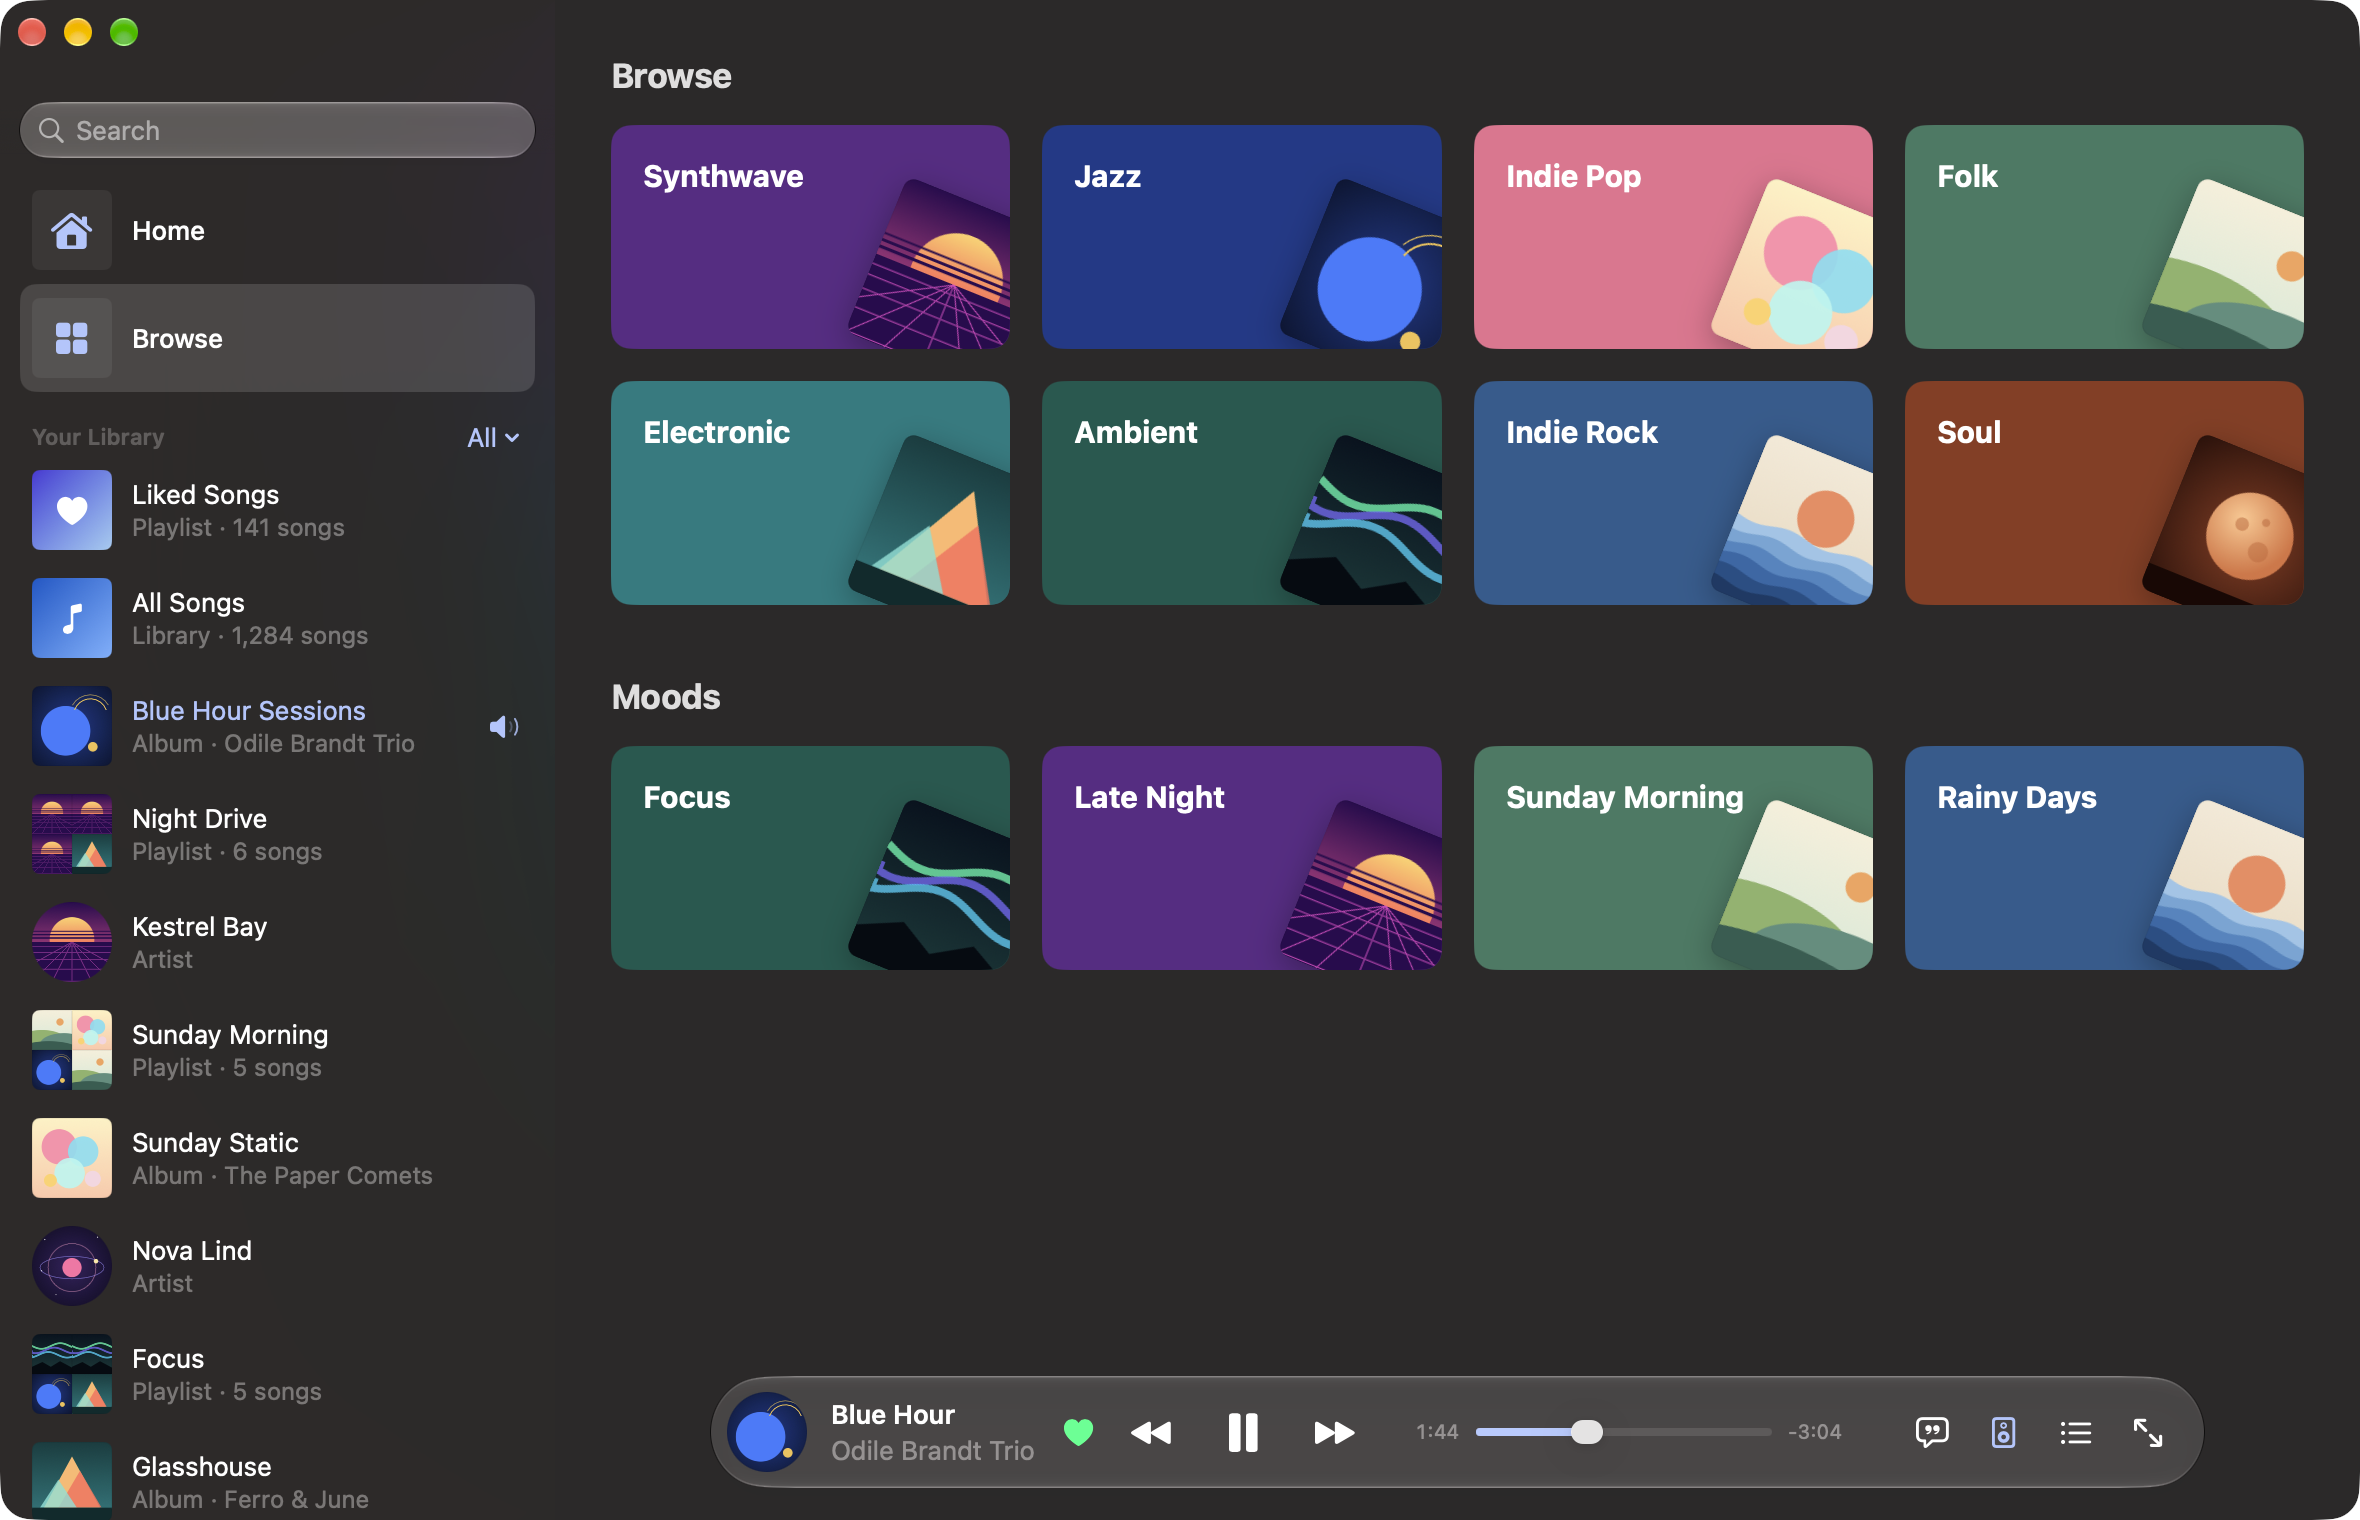 Search
Home
Browse
Your Library
All
Liked Songs
Playlist · 141 songs
All Songs
Library · 1,284 songs
Blue Hour Sessions
Album · Odile Brandt Trio
Night Drive
Playlist · 6 songs
Kestrel Bay
Artist
Sunday Morning
Playlist · 5 songs
Sunday Static
Album · The Paper Comets
Nova Lind
Artist
Focus
Playlist · 5 songs
Glasshouse
Album · Ferro & June
Browse
Synthwave
Jazz
Indie Pop
Folk
Electronic
Ambient
Indie Rock
Soul
Moods
Focus
Late Night
Sunday Morning
Rainy Days
Blue Hour
Odile Brandt Trio
1:44
-3:04